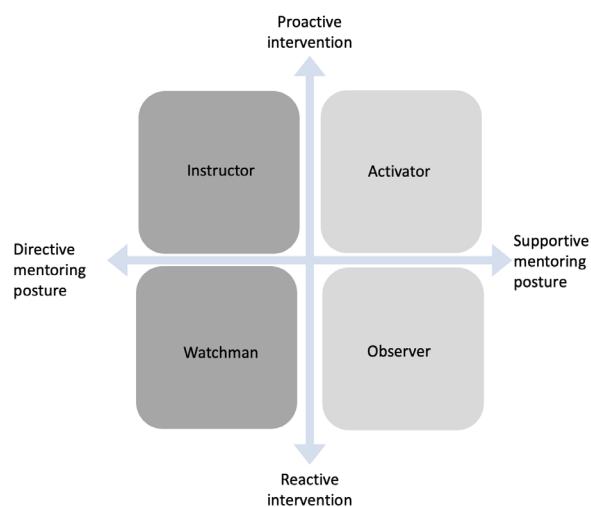 Proactive
intervention
Instructor
Activator
Directive
mentoring
posture
Supportive
mentoring
posture
Watchman
Observer
Reactive
intervention